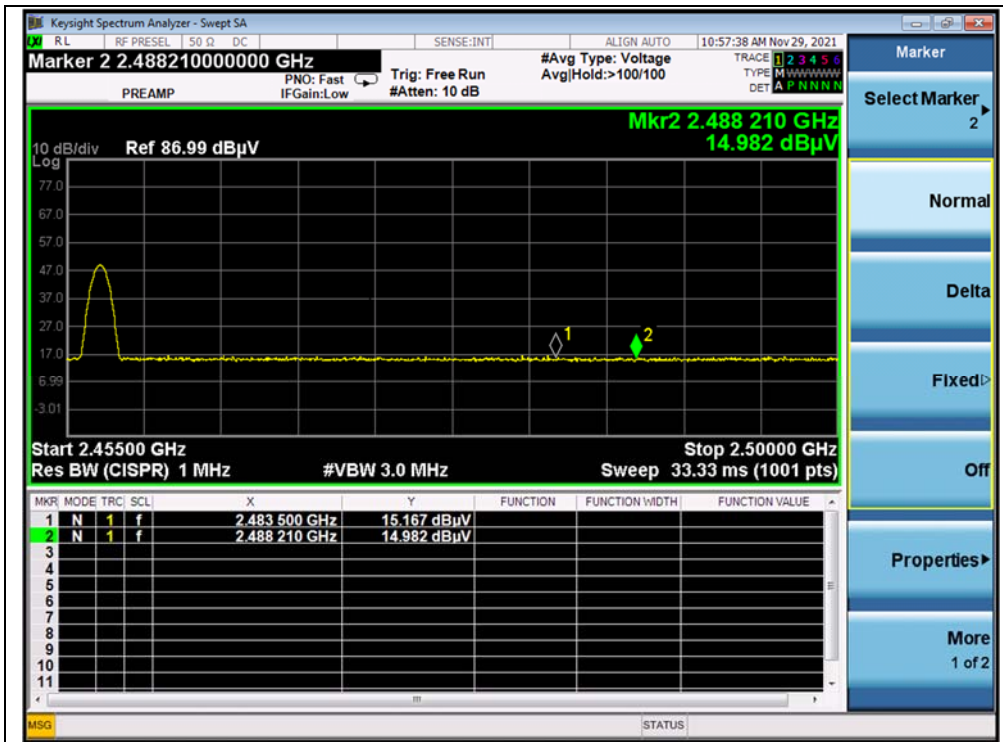 Keysight Spectrum Analyzer - Swept SA
LXI RL RF PRESEL 50 Ω DC SENSE:INT ALIGN AUTO 10:57:38 AM Nov 29, 2021
Marker 2 2.488210000000 GHz
PREAMP
PNO: Fast
IFGain:Low
Trig: Free Run
#Atten: 10 dB
#Avg Type: Voltage
Avg|Hold:>100/100
TRACE 1 2 3 4 5 6
TYPE M WWWWW
DET A P N N N N
Mkr2 2.488 210 GHz
14.982 dBµV
10 dB/div Ref 86.99 dBµV
Log
77.0
67.0
57.0
47.0
37.0
27.0
17.0
6.99
-3.01
1
2
Start 2.45500 GHz Stop 2.50000 GHz
Res BW (CISPR) 1 MHz #VBW 3.0 MHz Sweep 33.33 ms (1001 pts)
MKR MODE TRC SCL X Y FUNCTION FUNCTION WIDTH FUNCTION VALUE
1 N 1 f 2.483 500 GHz 15.167 dBµV
2 N 1 f 2.488 210 GHz 14.982 dBµV
3
4
5
6
7
8
9
10
11
MSG STATUS
Marker
Select Marker
2
Normal
Delta
Fixed
Off
Properties
More
1 of 2